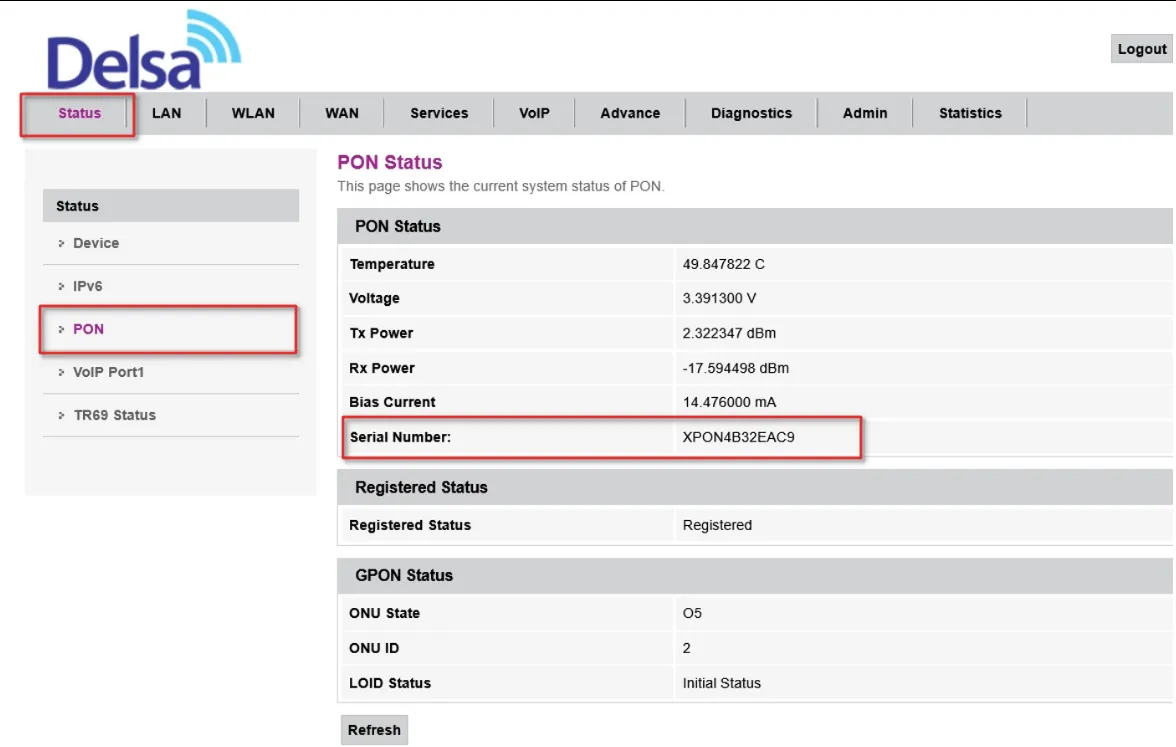 Delsa
Logout
Status LAN WLAN WAN Services VoIP Advance Diagnostics Admin Statistics
Status
Device
IPv6
PON
VoIP Port1
TR69 Status
PON Status
This page shows the current system status of PON.
PON Status
Temperature 49.847822 C
Voltage 3.391300 V
Tx Power 2.322347 dBm
Rx Power -17.594498 dBm
Bias Current 14.476000 mA
Serial Number: XPON4B32EAC9
Registered Status
Registered Status Registered
GPON Status
ONU State O5
ONU ID 2
LOID Status Initial Status
Refresh